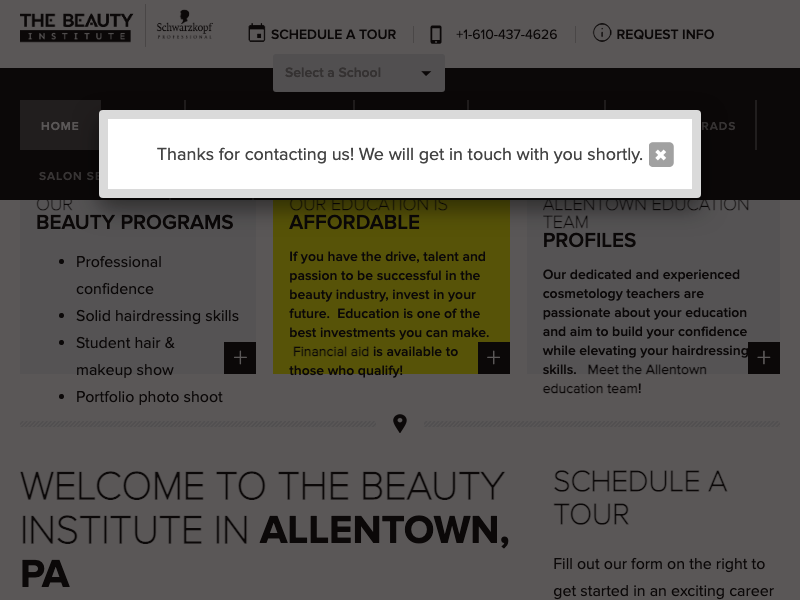 THE BEAUTY
INSTITUTE
Schwarzkopf
PROFESSIONAL
SCHEDULE A TOUR
+1-610-437-4626
REQUEST INFO
Select a School
HOME
RADS
SALON SE
Thanks for contacting us! We will get in touch with you shortly.
OUR
BEAUTY PROGRAMS
Professional
confidence
Solid hairdressing skills
Student hair &
makeup show
Portfolio photo shoot
OUR EDUCATION IS
AFFORDABLE
If you have the drive, talent and
passion to be successful in the
beauty industry, invest in your
future. Education is one of the
best investments you can make.
Financial aid is available to
those who qualify!
ALLENTOWN EDUCATION
TEAM
PROFILES
Our dedicated and experienced
cosmetology teachers are
passionate about your education
and aim to build your confidence
while elevating your hairdressing
skills. Meet the Allentown
education team!
WELCOME TO THE BEAUTY
INSTITUTE IN ALLENTOWN,
PA
SCHEDULE A
TOUR
Fill out our form on the right to
get started in an exciting career